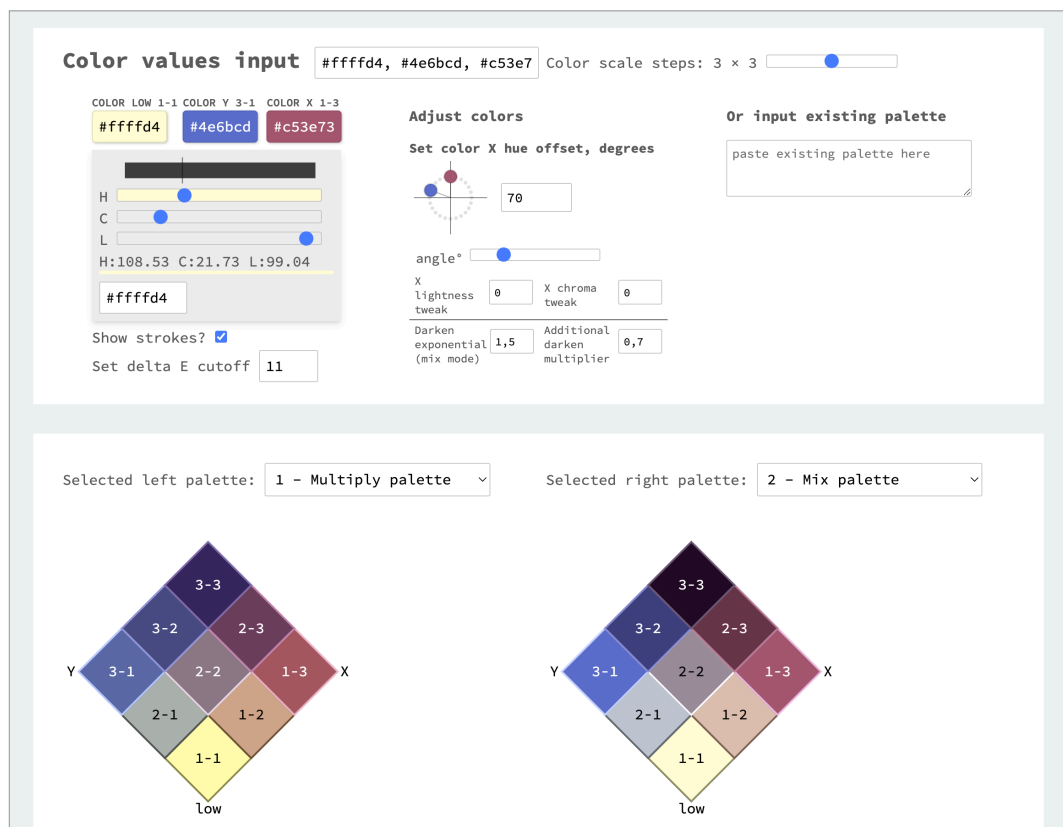 Color values input #ffffd4, #4e6bcd, #c53e7 Color scale steps: 3 × 3
COLOR LOW 1-1 COLOR Y 3-1 COLOR X 1-3
#ffffd4 #4e6bcd #c53e73
H
C
L
H:108.53 C:21.73 L:99.04
#ffffd4
Show strokes?
Set delta E cutoff 11
Adjust colors
Set color X hue offset, degrees
70
angle°
X
lightness
tweak
0
X chroma
tweak
0
Darken
exponential
(mix mode)
1,5
Additional
darken
multiplier
0,7
Or input existing palette
paste existing palette here
Selected left palette: 1 – Multiply palette
Selected right palette: 2 – Mix palette
3-3
3-2 2-3
Y 3-1 2-2 1-3 X
2-1 1-2
1-1
low
3-3
3-2 2-3
Y 3-1 2-2 1-3 X
2-1 1-2
1-1
low